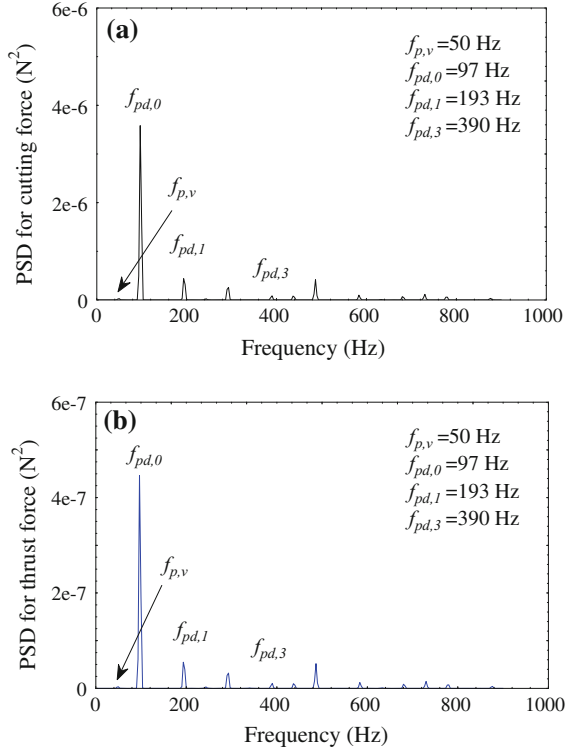 (a)
6e-6
4e-6
2e-6
0
PSD for cutting force (N²)
f_{p,v}=50 Hz
f_{pd,0}=97 Hz
f_{pd,1}=193 Hz
f_{pd,3}=390 Hz
f_{pd,0}
f_{p,v}
f_{pd,1}
f_{pd,3}
0 200 400 600 800 1000
Frequency (Hz)
(b)
6e-7
4e-7
2e-7
0
PSD for thrust force (N²)
f_{p,v}=50 Hz
f_{pd,0}=97 Hz
f_{pd,1}=193 Hz
f_{pd,3}=390 Hz
f_{pd,0}
f_{p,v}
f_{pd,1}
f_{pd,3}
0 200 400 600 800 1000
Frequency (Hz)